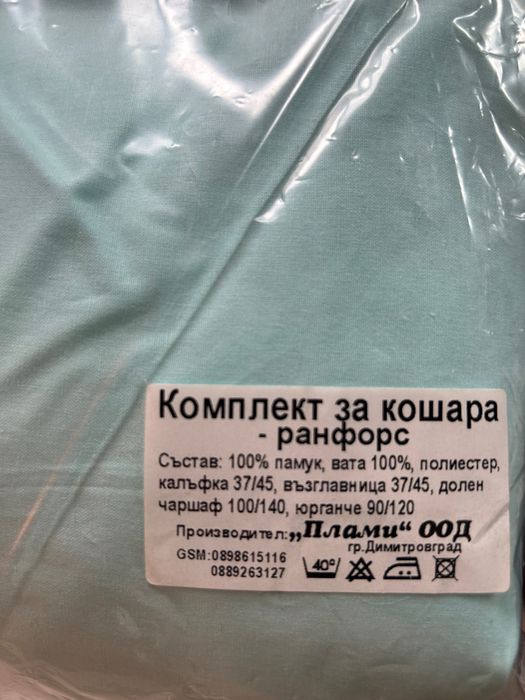 Комплект за кошара
- ранфорс
Състав: 100% памук, вата 100%, полиестер,
калъфка 37/45, възглавница 37/45, долен
чаршаф 100/140, юрганче 90/120
Производител: „Плами“ ООД
гр.Димитровград
GSM:0898615116
0889263127
40°